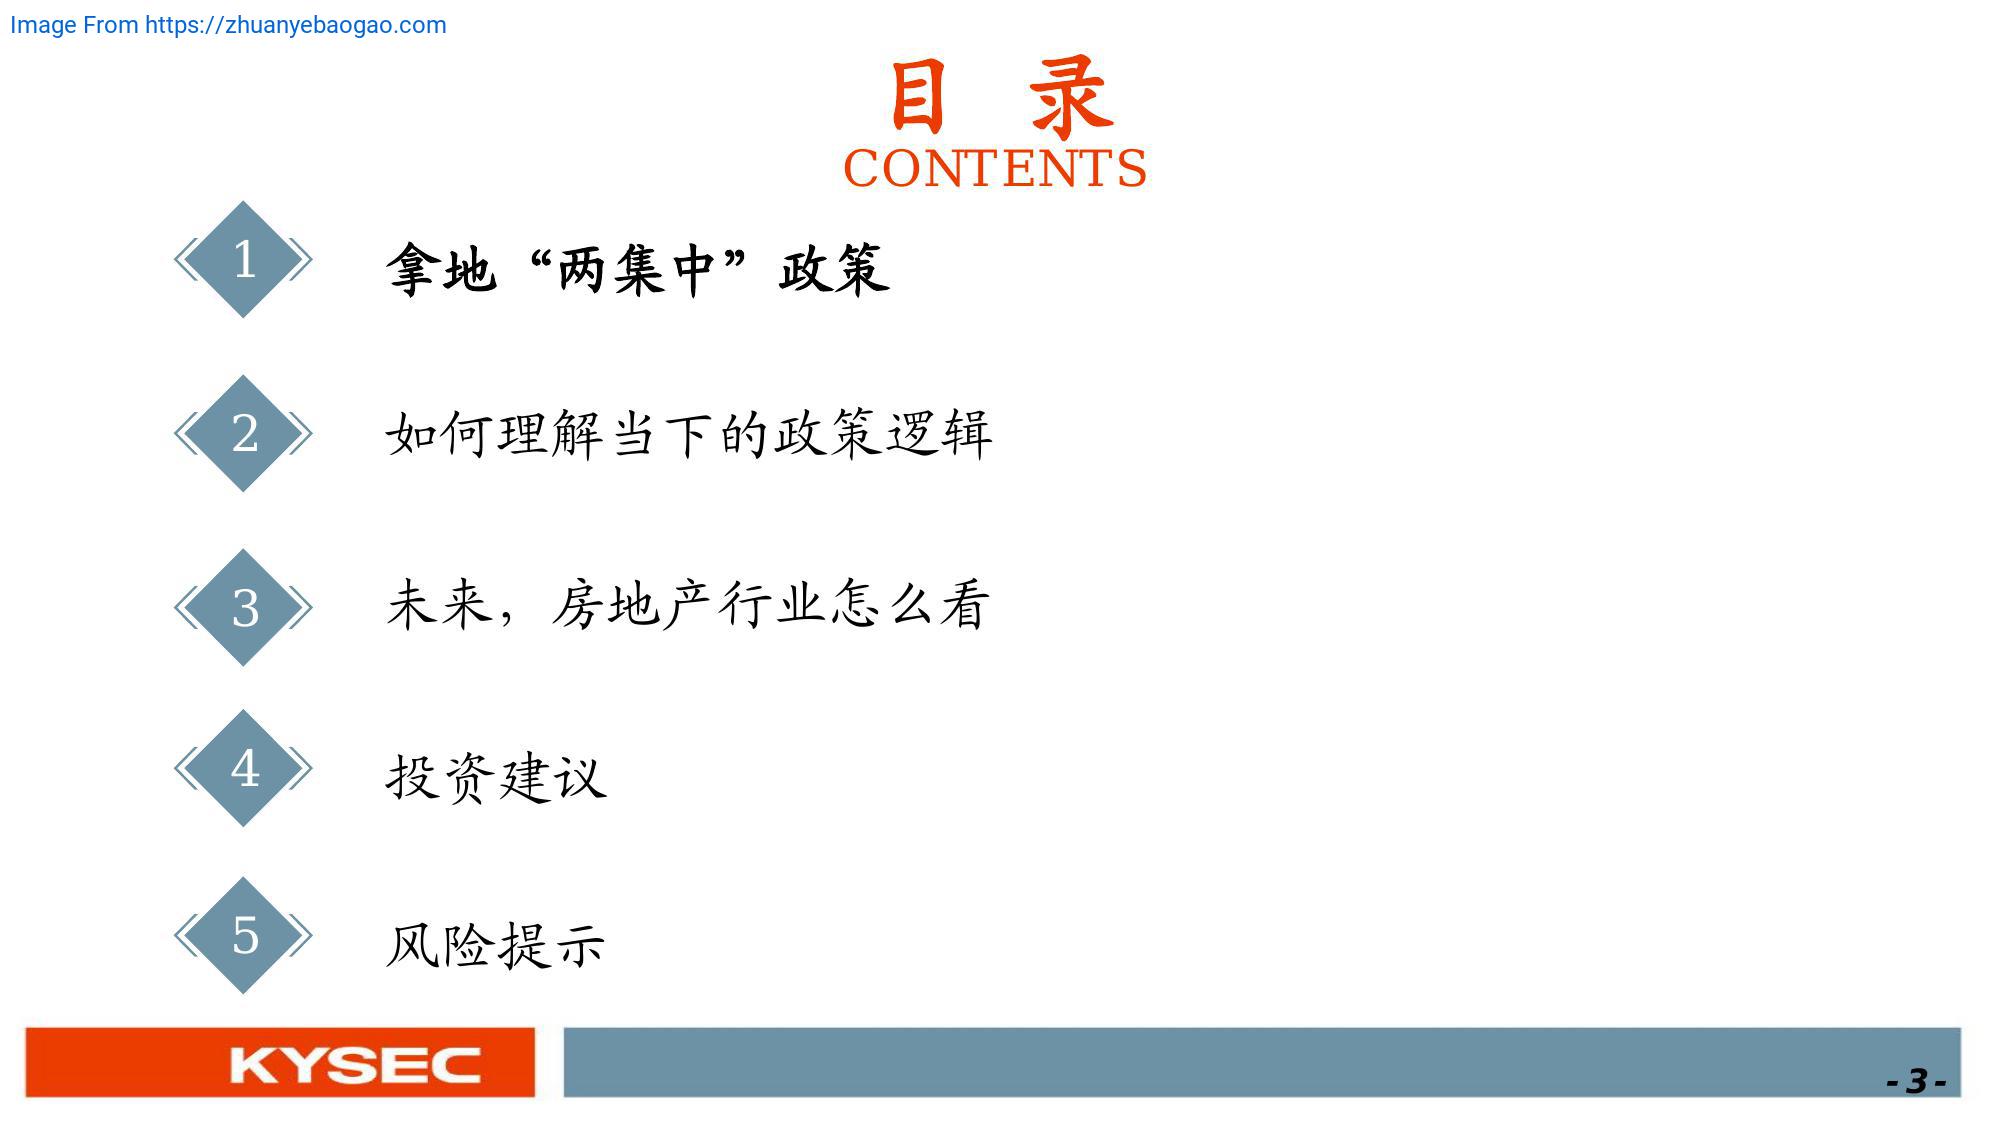 Image From https://zhuanyebaogao.com
目 录
CONTENTS
1 拿地“两集中”政策
2 如何理解当下的政策逻辑
3 未来，房地产行业怎么看
4 投资建议
5 风险提示
KYSEC
- 3 -